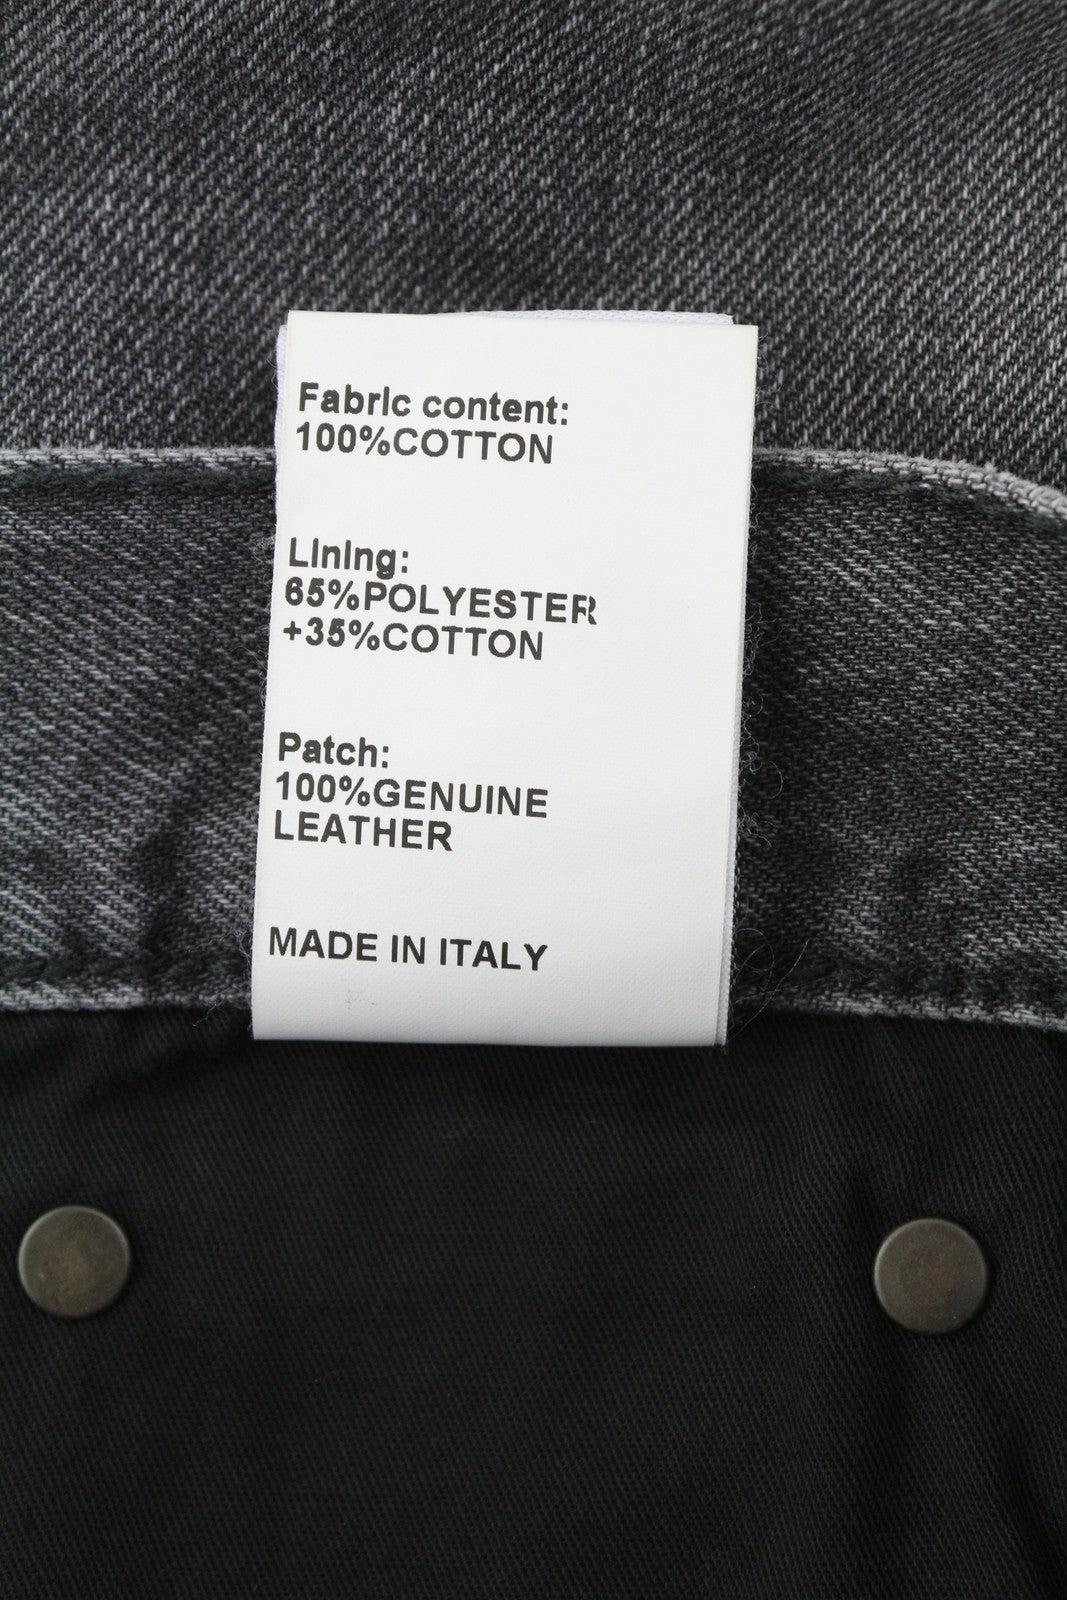 Fabric content:
100%COTTON
Lining:
65%POLYESTER
+35%COTTON
Patch:
100%GENUINE
LEATHER
MADE IN ITALY